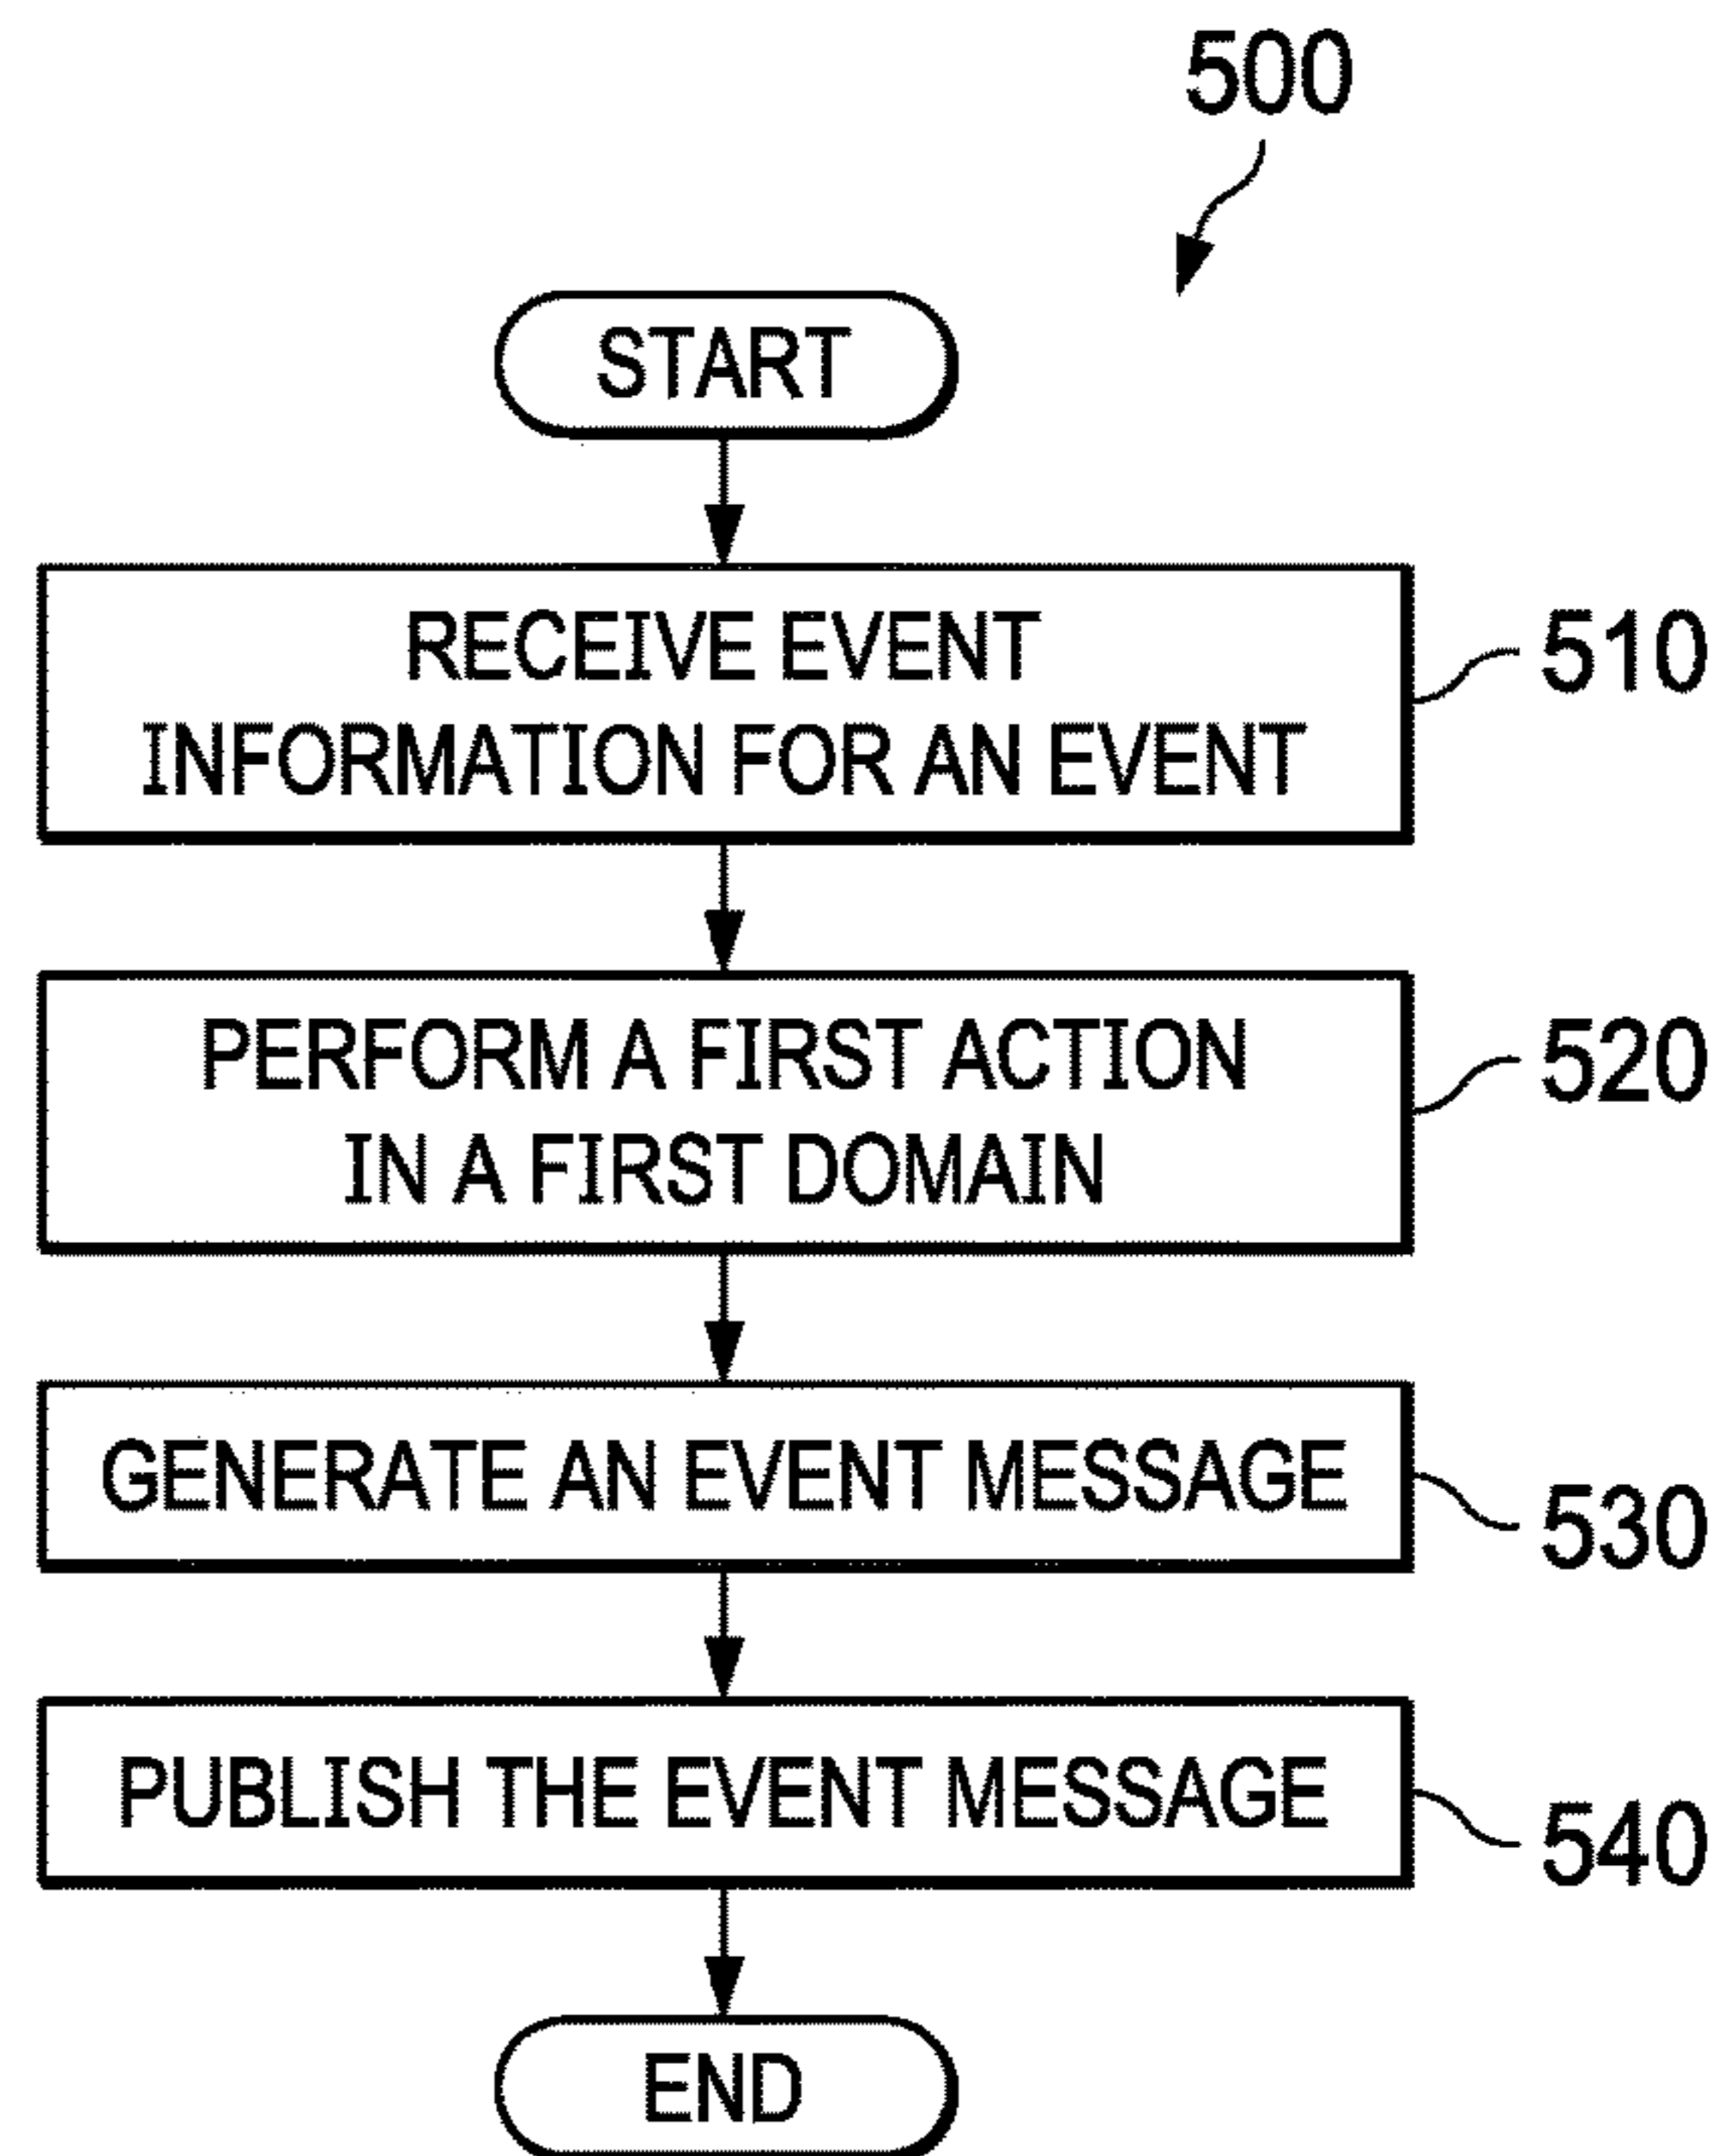 500
START
RECEIVE EVENT
INFORMATION FOR AN EVENT
510
PERFORM A FIRST ACTION
IN A FIRST DOMAIN
520
GENERATE AN EVENT MESSAGE
530
PUBLISH THE EVENT MESSAGE
540
END